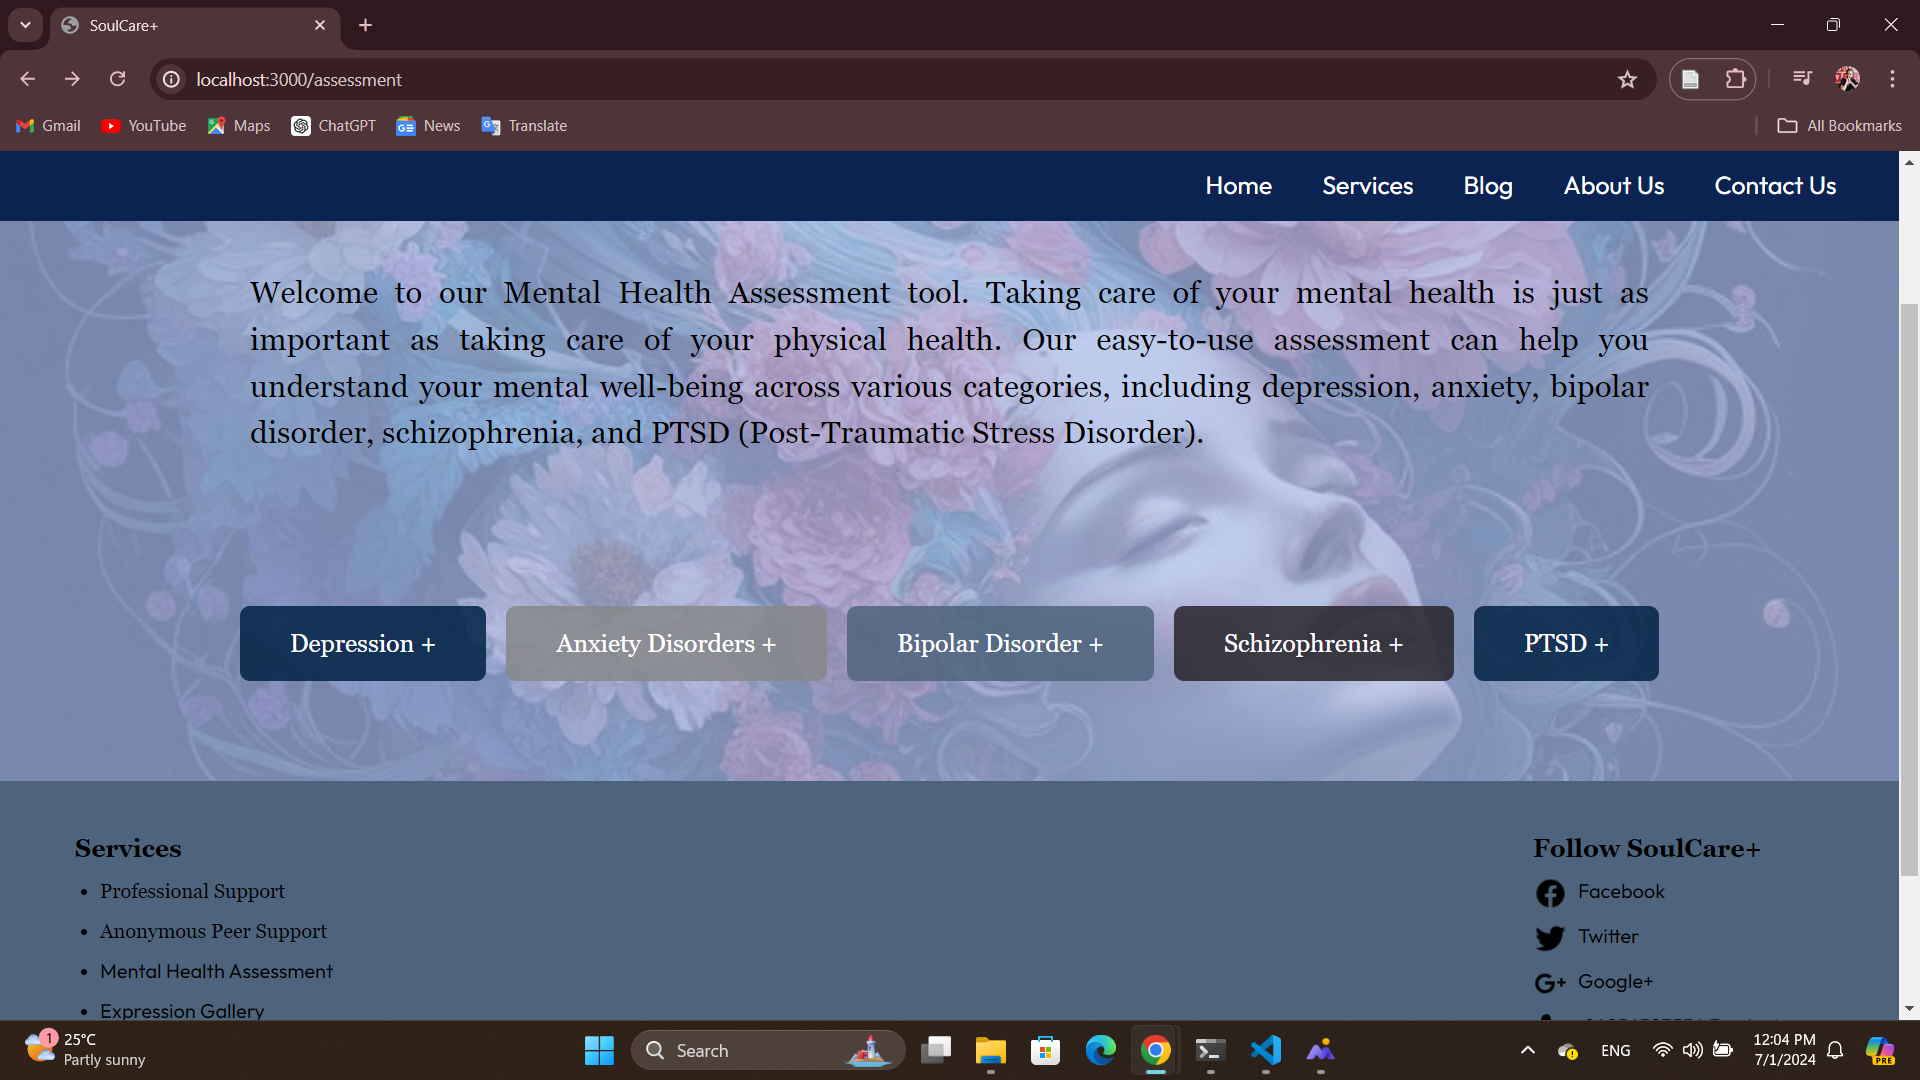 SoulCare+
localhost:3000/assessment
Gmail YouTube Maps ChatGPT News Translate All Bookmarks
Home Services Blog About Us Contact Us
Welcome to our Mental Health Assessment tool. Taking care of your mental health is just as
important as taking care of your physical health. Our easy-to-use assessment can help you
understand your mental well-being across various categories, including depression, anxiety, bipolar
disorder, schizophrenia, and PTSD (Post-Traumatic Stress Disorder).
Depression + Anxiety Disorders + Bipolar Disorder + Schizophrenia + PTSD +
Services
• Professional Support
• Anonymous Peer Support
• Mental Health Assessment
• Expression Gallery
Follow SoulCare+
Facebook
Twitter
G+ Google+
1 25°C
Partly sunny
Search
ENG
12:04 PM
7/1/2024
PRE